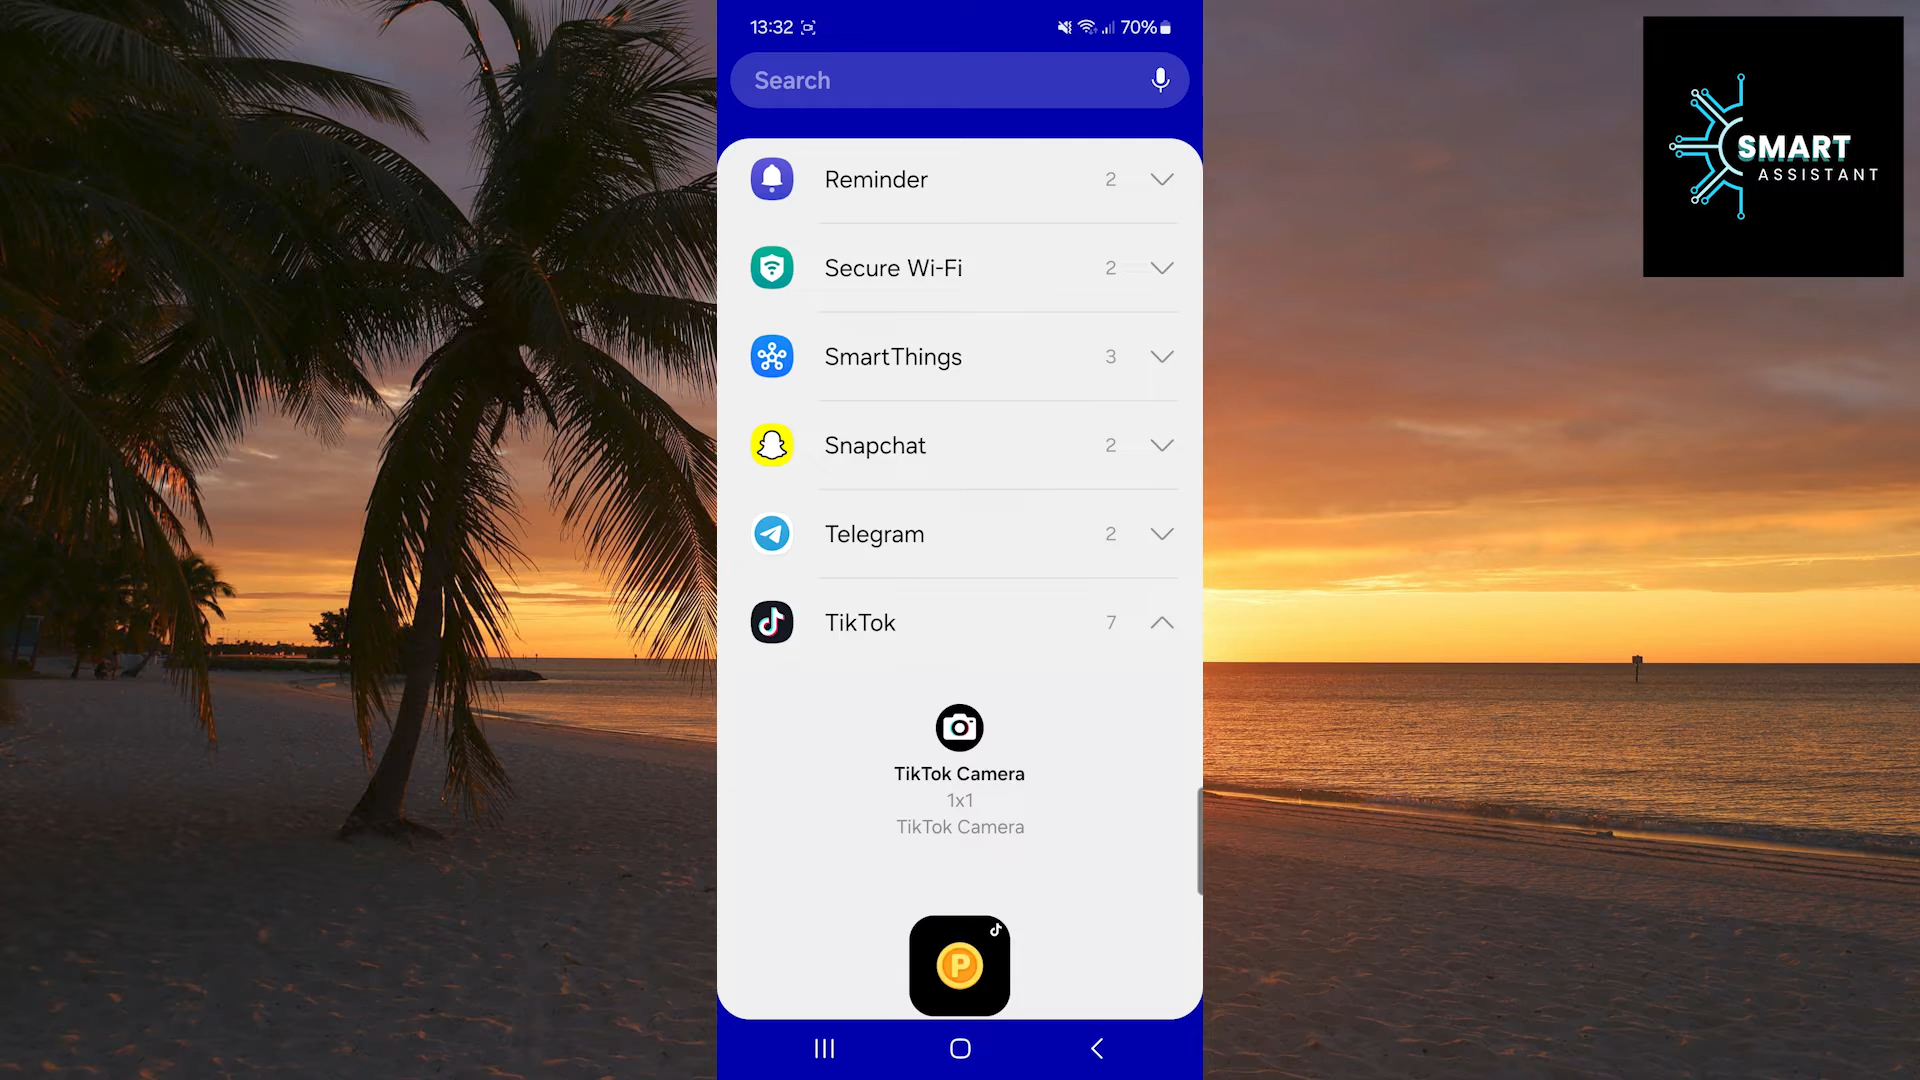 13:32
70%
Search
Reminder 2
Secure Wi-Fi 2
SmartThings 3
Snapchat 2
Telegram 2
TikTok 7
TikTok Camera
1x1
TikTok Camera
P
SMART
ASSISTANT